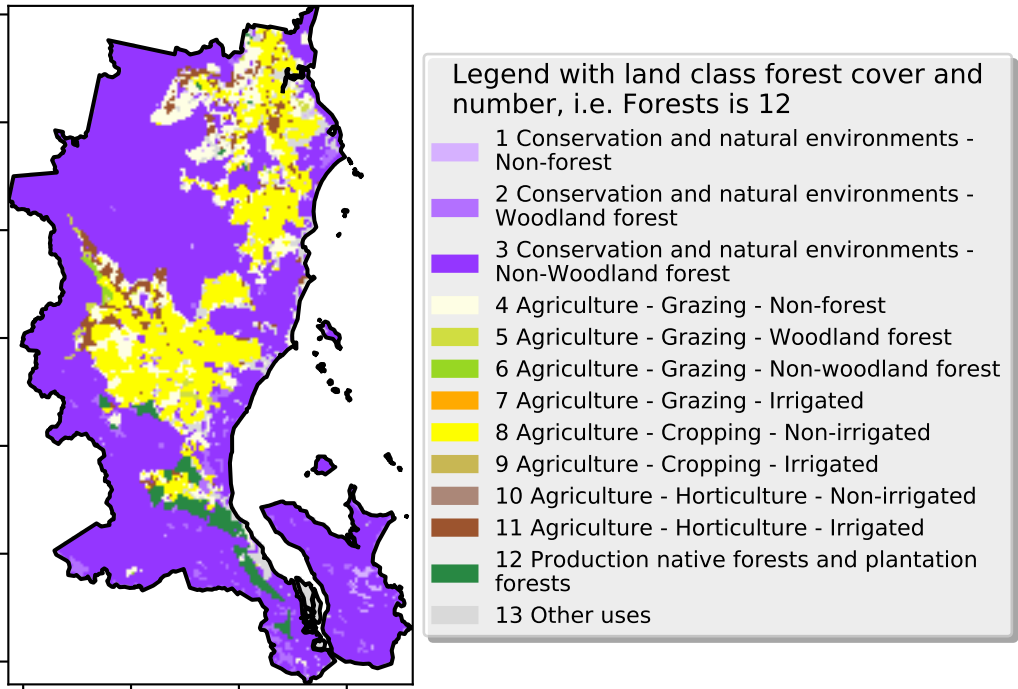 Legend with land class forest cover and
number, i.e. Forests is 12
1 Conservation and natural environments -
Non-forest
2 Conservation and natural environments -
Woodland forest
3 Conservation and natural environments -
Non-Woodland forest
4 Agriculture - Grazing - Non-forest
5 Agriculture - Grazing - Woodland forest
6 Agriculture - Grazing - Non-woodland forest
7 Agriculture - Grazing - Irrigated
8 Agriculture - Cropping - Non-irrigated
9 Agriculture - Cropping - Irrigated
10 Agriculture - Horticulture - Non-irrigated
11 Agriculture - Horticulture - Irrigated
12 Production native forests and plantation
forests
13 Other uses